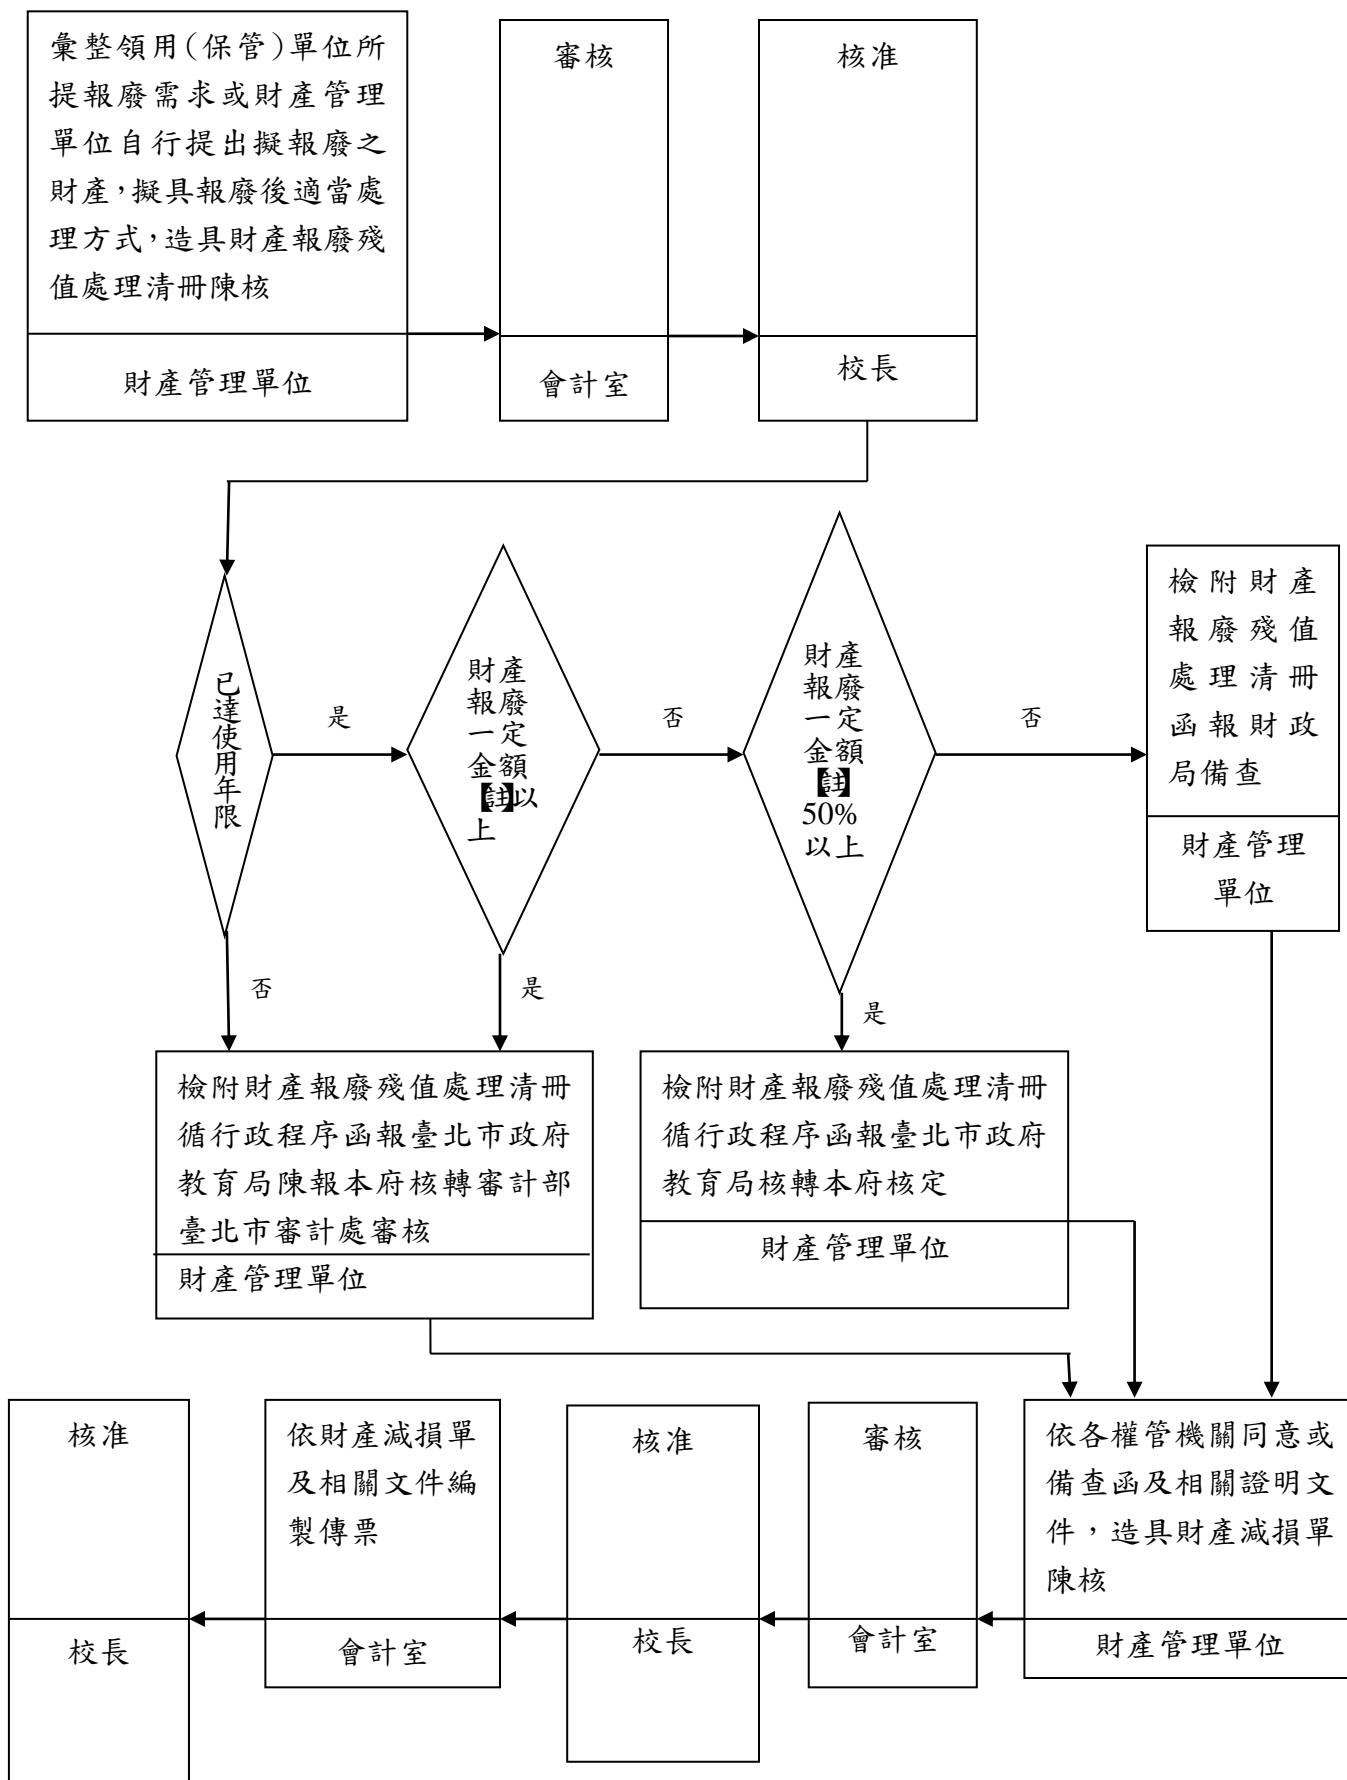 彙整領用(保管)單位所
提報廢需求或財產管理
單位自行提出擬報廢之
財產，擬具報廢後適當處
理方式，造具財產報廢殘
值處理清冊陳核
財產管理單位
審核
會計室
核准
校長
已達使用年限
是
否
財產
報廢
一定
金額
【註】以
上
否
是
財產
報廢
一定
金額
【註】
50%
以上
否
是
檢附財產
報廢殘值
處理清冊
函報財政
局備查
財產管理
單位
檢附財產報廢殘值處理清冊
循行政程序函報臺北市政府
教育局陳報本府核轉審計部
臺北市審計處審核
財產管理單位
檢附財產報廢殘值處理清冊
循行政程序函報臺北市政府
教育局核轉本府核定
財產管理單位
依各權管機關同意或
備查函及相關證明文
件，造具財產減損單
陳核
財產管理單位
審核
會計室
核准
校長
依財產減損單
及相關文件編
製傳票
會計室
核准
校長